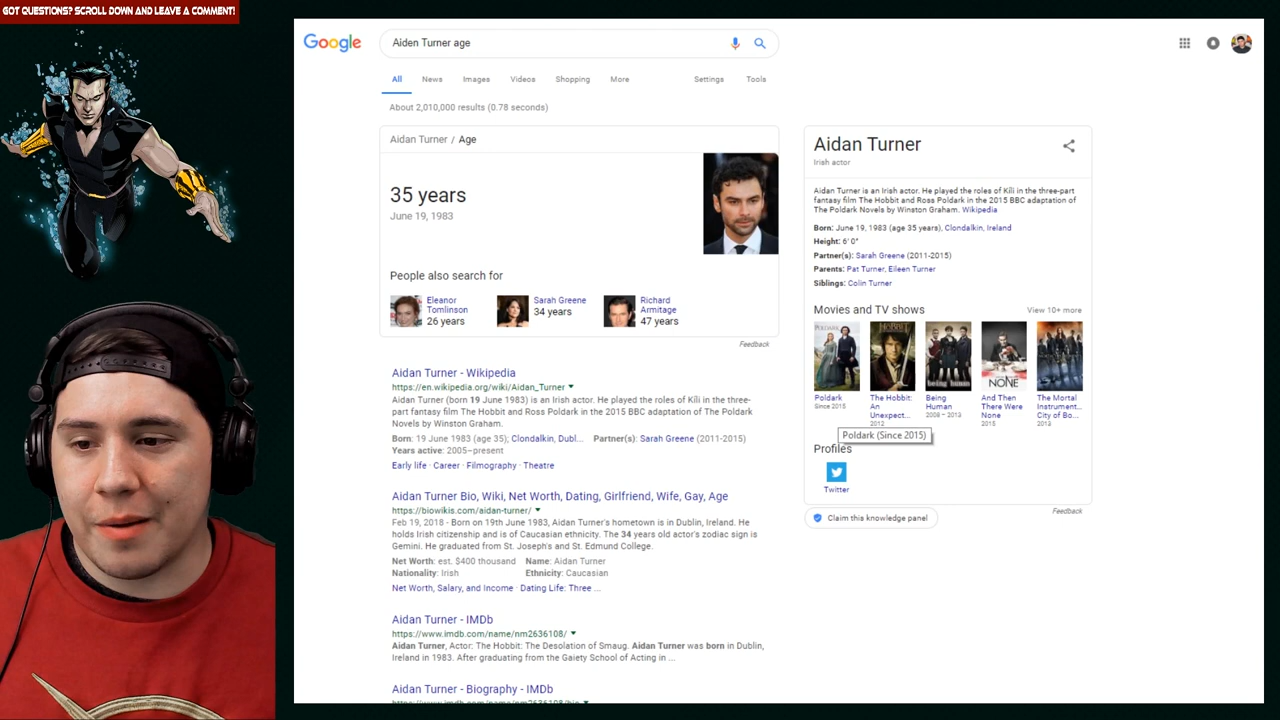 GOT QUESTIONS? SCROLL DOWN AND LEAVE A COMMENT!
Google
Aiden Turner age
All News Images Videos Shopping More Settings Tools
About 2,010,000 results (0.78 seconds)
Aidan Turner / Age
35 years
June 19, 1983
People also search for
Eleanor
Tomlinson
26 years
Sarah Greene
34 years
Richard
Armitage
47 years
Feedback
Aidan Turner - Wikipedia
https://en.wikipedia.org/wiki/Aidan_Turner
Aidan Turner (born 19 June 1983) is an Irish actor. He played the roles of Kíli in the three-
part fantasy film The Hobbit and Ross Poldark in the 2015 BBC adaptation of The Poldark
Novels by Winston Graham.
Born: 19 June 1983 (age 35); Clondalkin, Dubl... Partner(s): Sarah Greene (2011-2015)
Years active: 2005–present
Early life · Career · Filmography · Theatre
Aidan Turner Bio, Wiki, Net Worth, Dating, Girlfriend, Wife, Gay, Age
https://biowikis.com/aidan-turner/
Feb 19, 2018 - Born on 19th June 1983, Aidan Turner's hometown is in Dublin, Ireland. He
holds Irish citizenship and is of Caucasian ethnicity. The 34 years old actor's zodiac sign is
Gemini. He graduated from St. Joseph's and St. Edmund College.
Net Worth: est. $400 thousand Name: Aidan Turner
Nationality: Irish Ethnicity: Caucasian
Net Worth, Salary, and Income · Dating Life: Three ...
Aidan Turner - IMDb
https://www.imdb.com/name/nm2636108/
Aidan Turner, Actor: The Hobbit: The Desolation of Smaug. Aidan Turner was born in Dublin,
Ireland in 1983. After graduating from the Gaiety School of Acting in ...
Aidan Turner - Biography - IMDb
https://www.imdb.com/name/nm2636108/bio
Aidan Turner
Irish actor
Aidan Turner is an Irish actor. He played the roles of Kíli in the three-part
fantasy film The Hobbit and Ross Poldark in the 2015 BBC adaptation of
The Poldark Novels by Winston Graham. Wikipedia
Born: June 19, 1983 (age 35 years), Clondalkin, Ireland
Height: 6′ 0″
Partner(s): Sarah Greene (2011-2015)
Parents: Pat Turner, Eileen Turner
Siblings: Colin Turner
Movies and TV shows View 10+ more
POLDARK
HOBBIT
being human
NONE
Poldark
Since 2015
The Hobbit:
An
Unexpect...
2012
Being
Human
2008 – 2013
And Then
There Were
None
2015
The Mortal
Instrument...
City of Bo...
2013
Poldark (Since 2015)
Profiles
Twitter
Claim this knowledge panel
Feedback